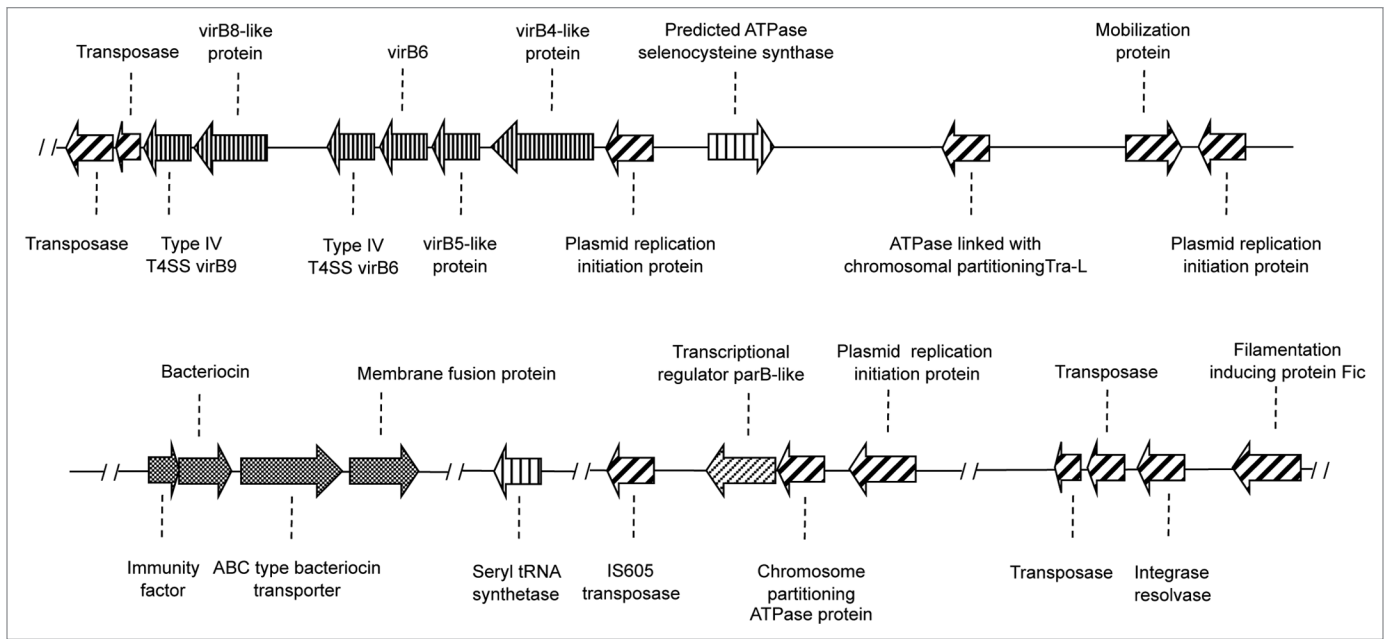 Transposase
virB8-like
protein
virB6
virB4-like
protein
Predicted ATPase
selenocysteine synthase
Mobilization
protein
Transposase
Type IV
T4SS virB9
Type IV
T4SS virB6
virB5-like
protein
Plasmid replication
initiation protein
ATPase linked with
chromosomal partitioningTra-L
Plasmid replication
initiation protein
Bacteriocin
Membrane fusion protein
Transcriptional
regulator parB-like
Plasmid replication
initiation protein
Transposase
Filamentation
inducing protein Fic
Immunity
factor
ABC type bacteriocin
transporter
Seryl tRNA
synthetase
IS605
transposase
Chromosome
partitioning
ATPase protein
Transposase
Integrase
resolvase